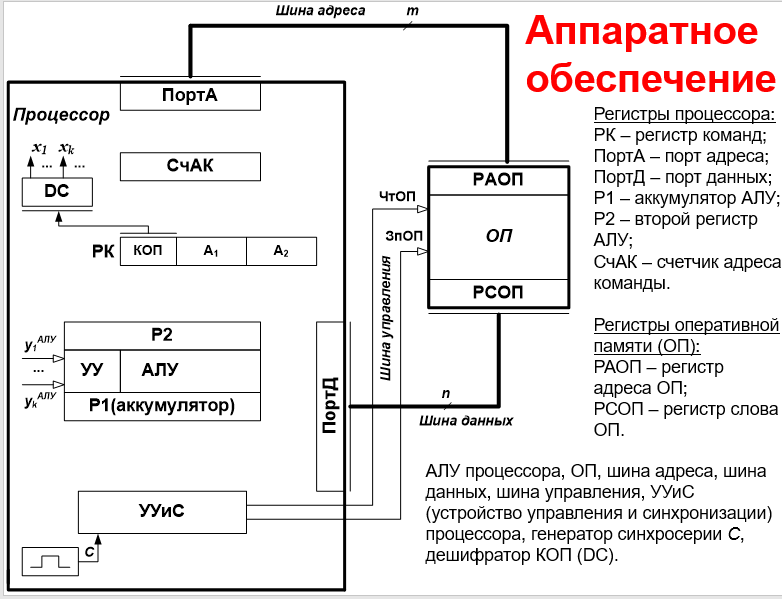 Шина адреса m
Аппаратное
обеспечение
Процессор
ПортА
СчАК
x1 xk
... ...
DC
РК КОП А1 А2
Р2
УУ АЛУ
Р1(аккумулятор)
y1АЛУ
...
ykАЛУ
ПортД
УУиС
С
ЧтОП
ЗпОП
Шина управления
РАОП
ОП
РСОП
n
Шина данных
Регистры процессора:
РК – регистр команд;
ПортА – порт адреса;
ПортД – порт данных;
Р1 – аккумулятор АЛУ;
Р2 – второй регистр
АЛУ;
СчАК – счетчик адреса
команды.
Регистры оперативной
памяти (ОП):
РАОП – регистр
адреса ОП;
РСОП – регистр слова
ОП.
АЛУ процессора, ОП, шина адреса, шина
данных, шина управления, УУиС
(устройство управления и синхронизации)
процессора, генератор синхросерии С,
дешифратор КОП (DC).